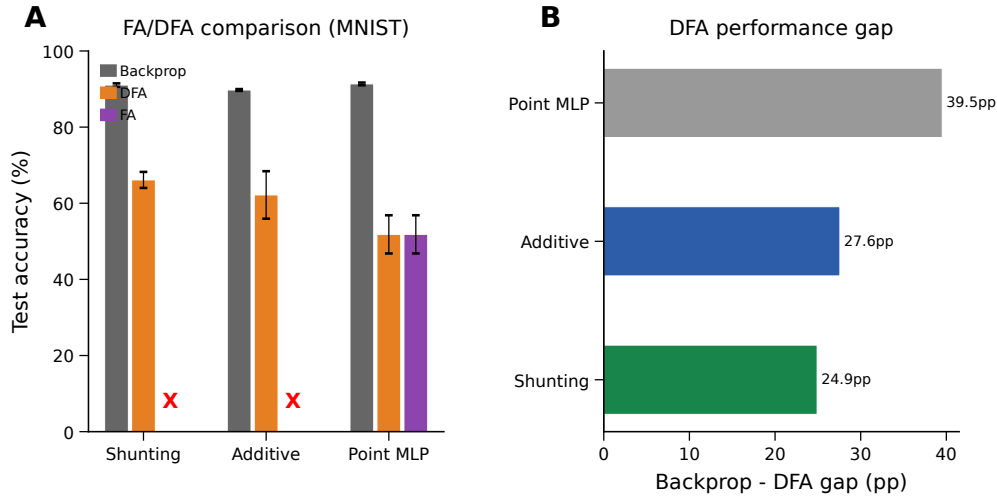 A
FA/DFA comparison (MNIST)
Test accuracy (%)
100
80
60
40
20
0
Backprop
DFA
FA
X
X
Shunting
Additive
Point MLP
B
DFA performance gap
Point MLP
39.5pp
Additive
27.6pp
Shunting
24.9pp
0
10
20
30
40
Backprop - DFA gap (pp)